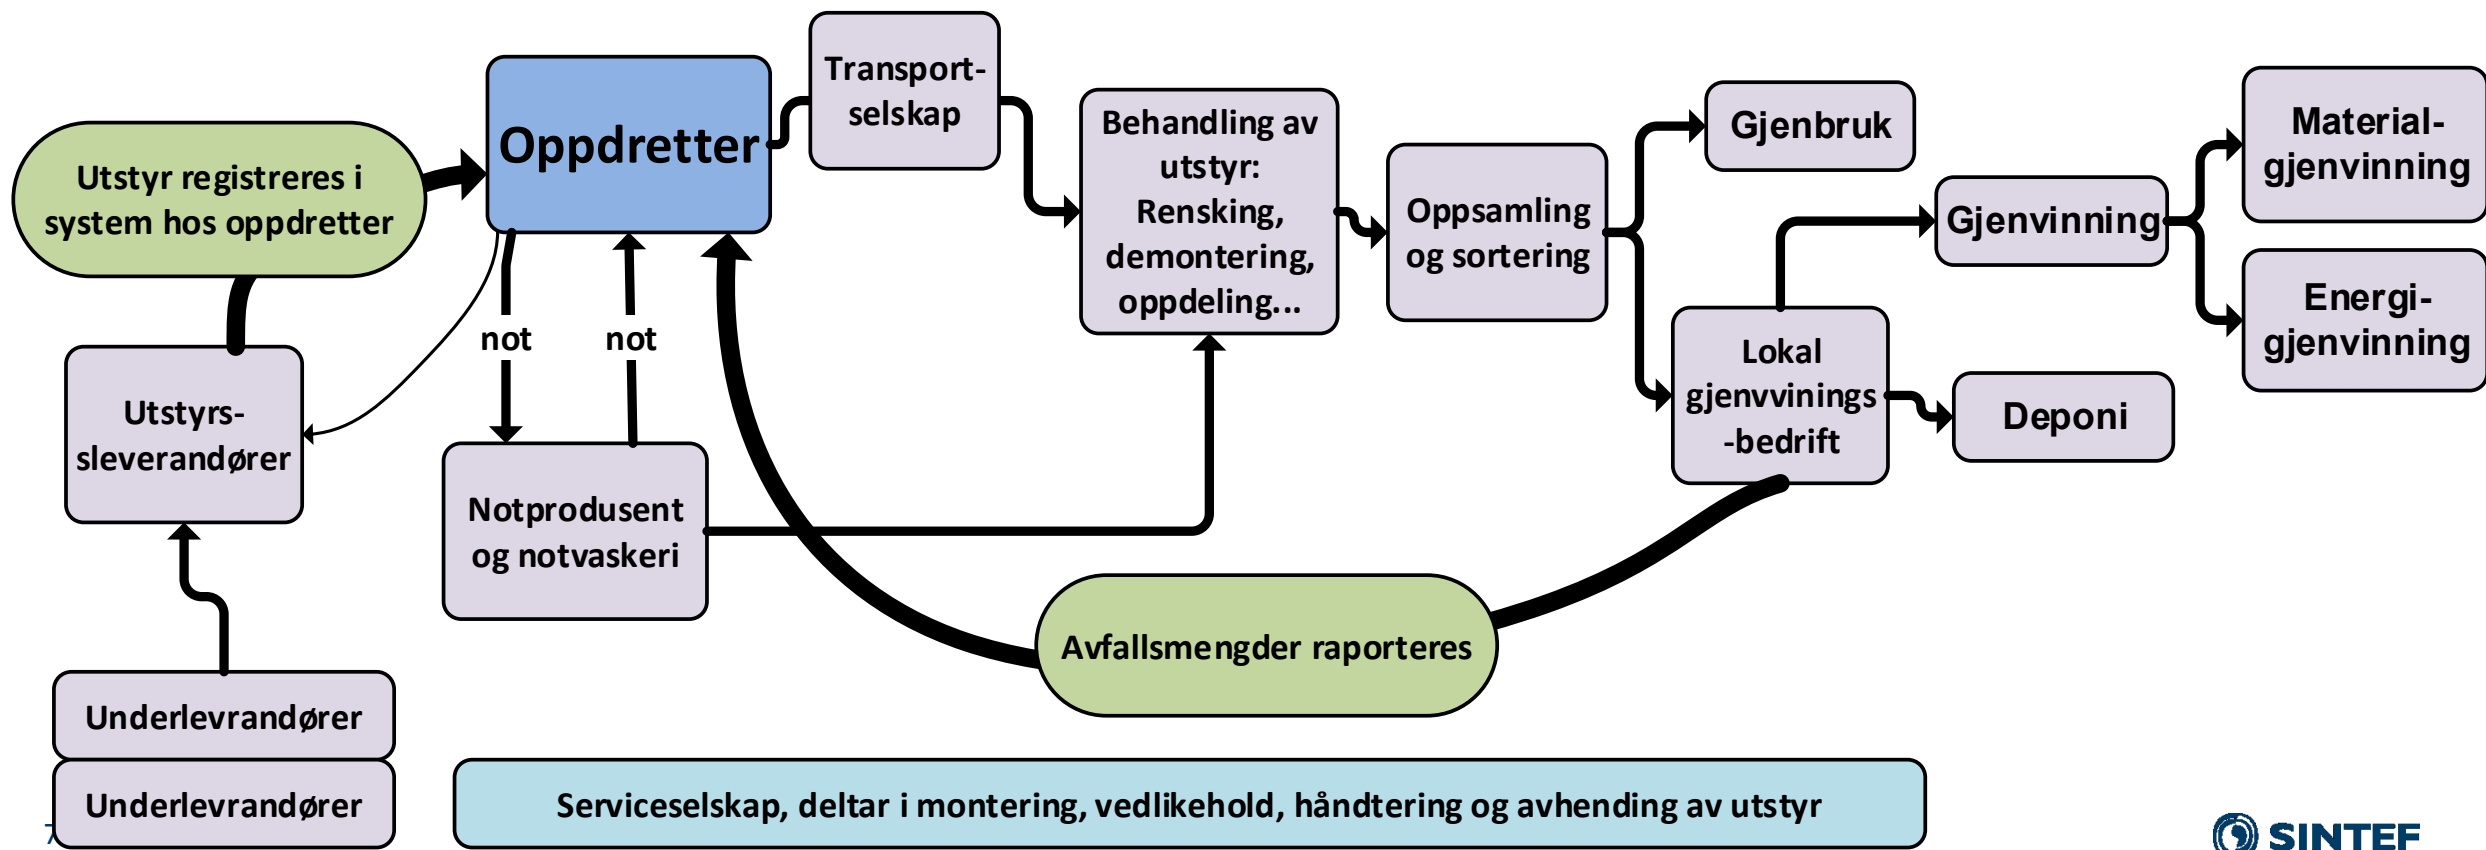 Utstyr registreres i
system hos oppdretter
Oppdretter
Transport-
selskap
Behandling av
utstyr:
Rensking,
demontering,
oppdeling...
Oppsamling
og sortering
Gjenbruk
Gjenvinning
Material-
gjenvinning
Energi-
gjenvinning
Lokal
gjenvvinings
-bedrift
Deponi
not
not
Utstyrs-
sleverandører
Notprodusent
og notvaskeri
Avfallsmengder raporteres
Underlevrandører
Underlevrandører
Serviceselskap, deltar i montering, vedlikehold, håndtering og avhending av utstyr
7
SINTEF